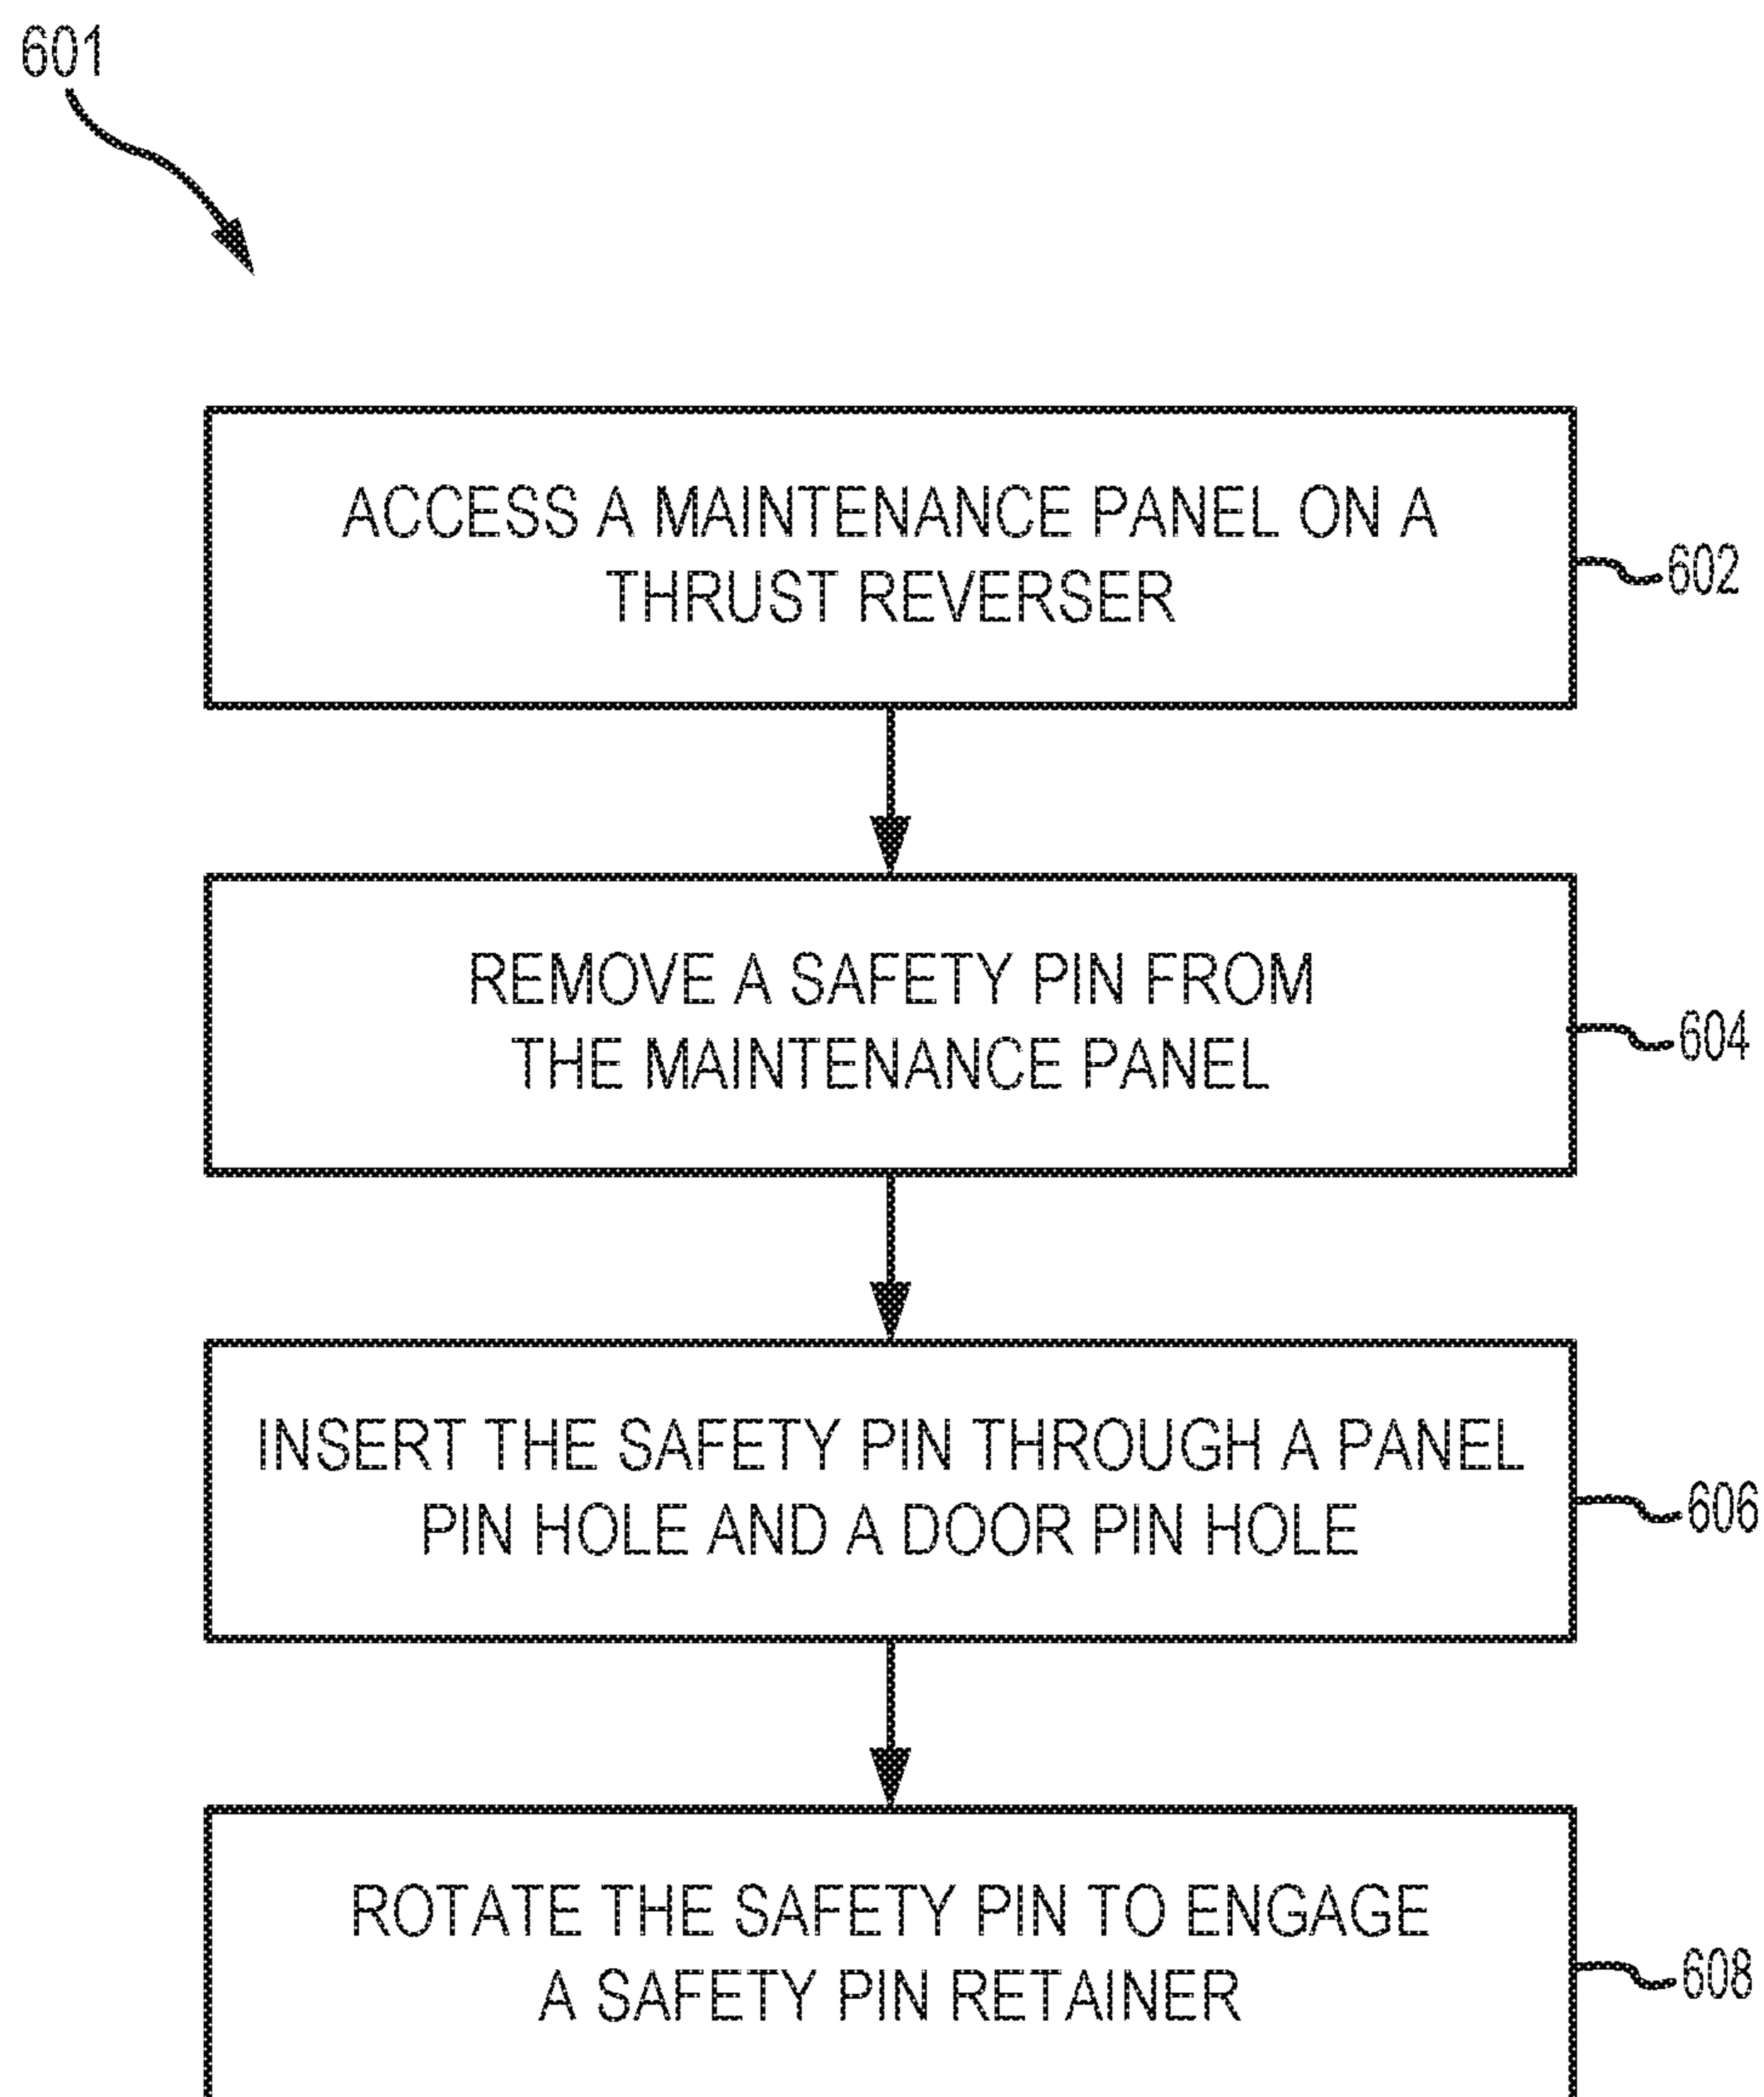 601
ACCESS A MAINTENANCE PANEL ON A
THRUST REVERSER
602
REMOVE A SAFETY PIN FROM
THE MAINTENANCE PANEL
604
INSERT THE SAFETY PIN THROUGH A PANEL
PIN HOLE AND A DOOR PIN HOLE
606
ROTATE THE SAFETY PIN TO ENGAGE
A SAFETY PIN RETAINER
608